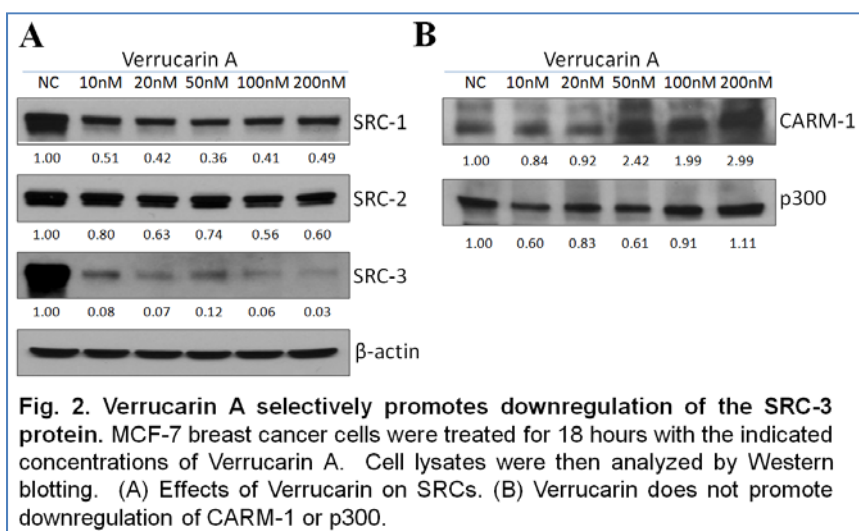 A
Verrucarin A
NC 10nM 20nM 50nM 100nM 200nM
SRC-1
1.00 0.51 0.42 0.36 0.41 0.49
SRC-2
1.00 0.80 0.63 0.74 0.56 0.60
SRC-3
1.00 0.08 0.07 0.12 0.06 0.03
β-actin
B
Verrucarin A
NC 10nM 20nM 50nM 100nM 200nM
CARM-1
1.00 0.84 0.92 2.42 1.99 2.99
p300
1.00 0.60 0.83 0.61 0.91 1.11
Fig. 2. Verrucarin A selectively promotes downregulation of the SRC-3
protein. MCF-7 breast cancer cells were treated for 18 hours with the indicated
concentrations of Verrucarin A. Cell lysates were then analyzed by Western
blotting. (A) Effects of Verrucarin on SRCs. (B) Verrucarin does not promote
downregulation of CARM-1 or p300.